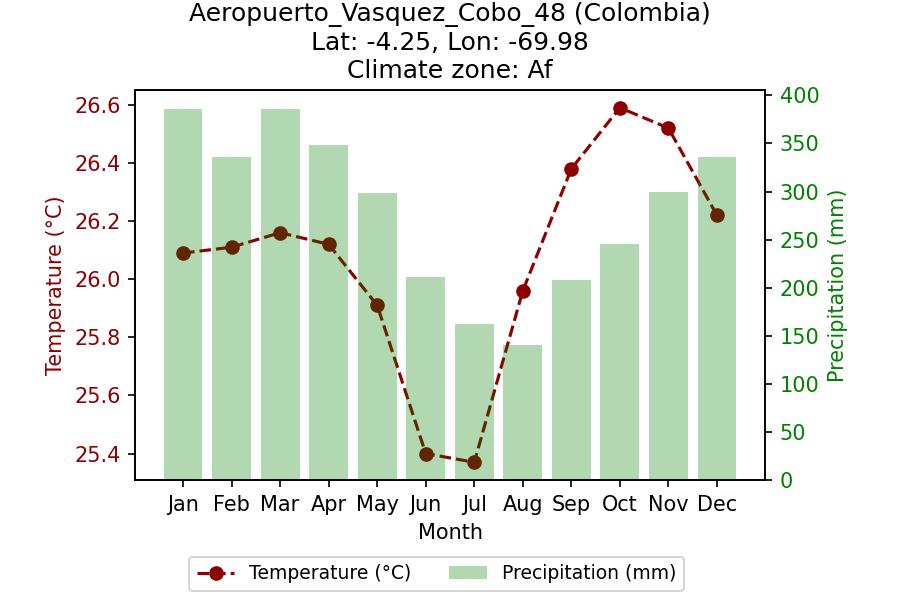 Aeropuerto_Vasquez_Cobo_48 (Colombia)
Lat: -4.25, Lon: -69.98
Climate zone: Af
26.6
26.4
26.2
26.0
25.8
25.6
25.4
Temperature (°C)
400
350
300
250
200
150
100
50
0
Precipitation (mm)
Jan Feb Mar Apr May Jun Jul Aug Sep Oct Nov Dec
Month
Temperature (°C) Precipitation (mm)